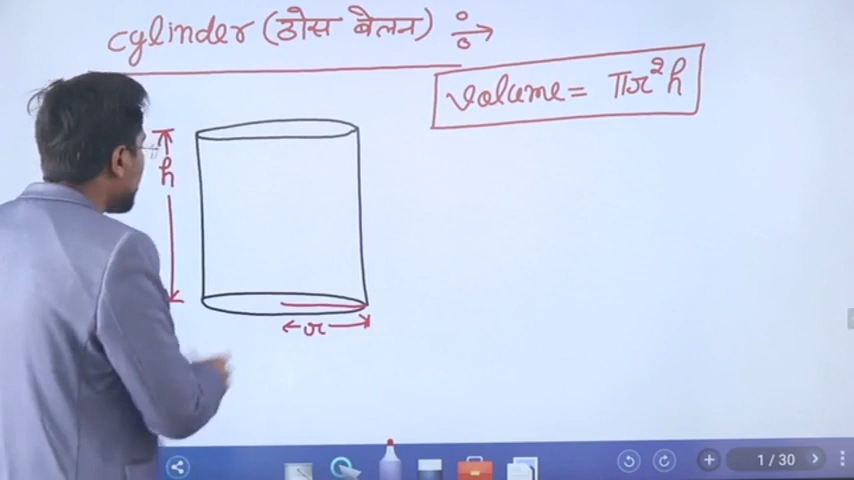 cylinder (ठोस बेलन) ÷→
volume = πr²h
h
r
1 / 30